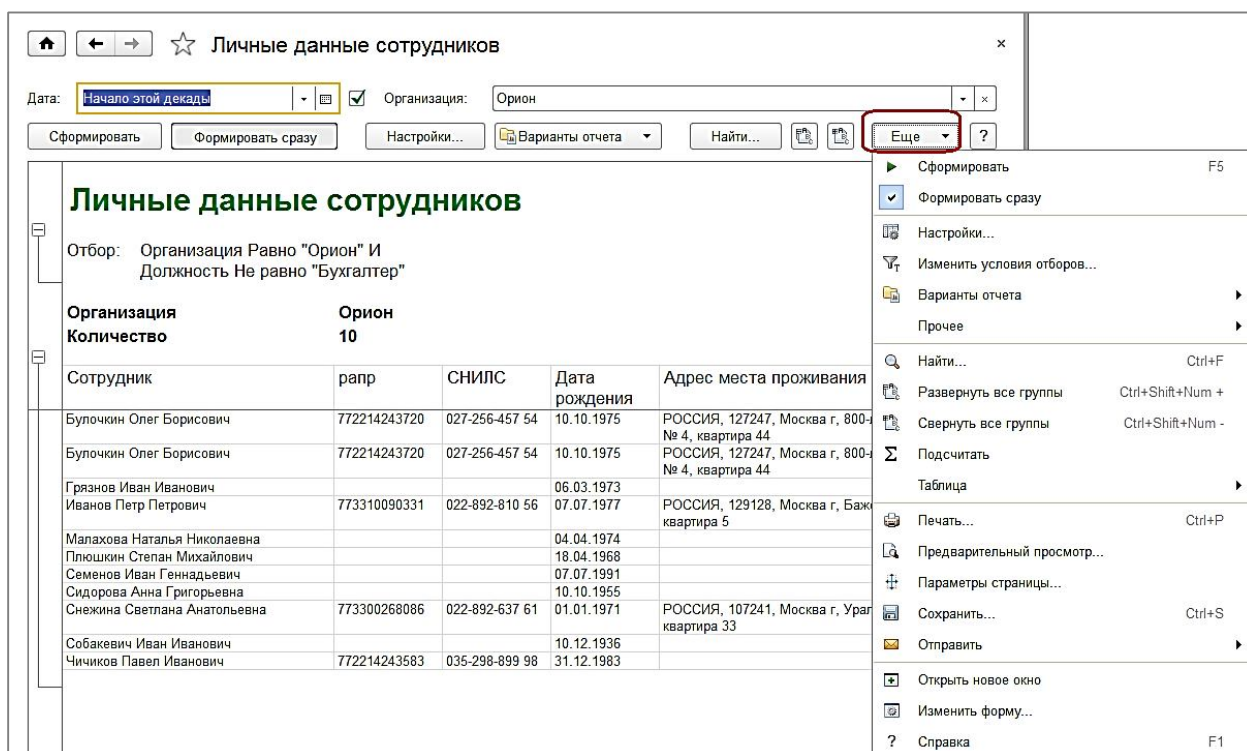 Личные данные сотрудников
Дата: Начало этой декады Организация: Орион
Сформировать Формировать сразу Настройки... Варианты отчета Найти... Еще ?
Личные данные сотрудников
Отбор: Организация Равно "Орион" И
Должность Не равно "Бухгалтер"
Организация Орион
Количество 10
Сотрудник рапр СНИЛС Дата рождения Адрес места проживания
Булочкин Олег Борисович 772214243720 027-256-457 54 10.10.1975 РОССИЯ, 127247, Москва г, 800-
№ 4, квартира 44
Булочкин Олег Борисович 772214243720 027-256-457 54 10.10.1975 РОССИЯ, 127247, Москва г, 800-
№ 4, квартира 44
Грязнов Иван Иванович 06.03.1973
Иванов Петр Петрович 773310090331 022-892-810 56 07.07.1977 РОССИЯ, 129128, Москва г, Баж
квартира 5
Малахова Наталья Николаевна 04.04.1974
Плюшкин Степан Михайлович 18.04.1968
Семенов Иван Геннадьевич 07.07.1991
Сидорова Анна Григорьевна 10.10.1955
Снежина Светлана Анатольевна 773300268086 022-892-637 61 01.01.1971 РОССИЯ, 107241, Москва г, Урал
квартира 33
Собакевич Иван Иванович 10.12.1936
Чичиков Павел Иванович 772214243583 035-298-899 98 31.12.1983
Сформировать F5
Формировать сразу
Настройки...
Изменить условия отборов...
Варианты отчета
Прочее
Найти... Ctrl+F
Развернуть все группы Ctrl+Shift+Num +
Свернуть все группы Ctrl+Shift+Num -
Подсчитать
Таблица
Печать... Ctrl+P
Предварительный просмотр...
Параметры страницы...
Сохранить... Ctrl+S
Отправить
Открыть новое окно
Изменить форму...
Справка F1